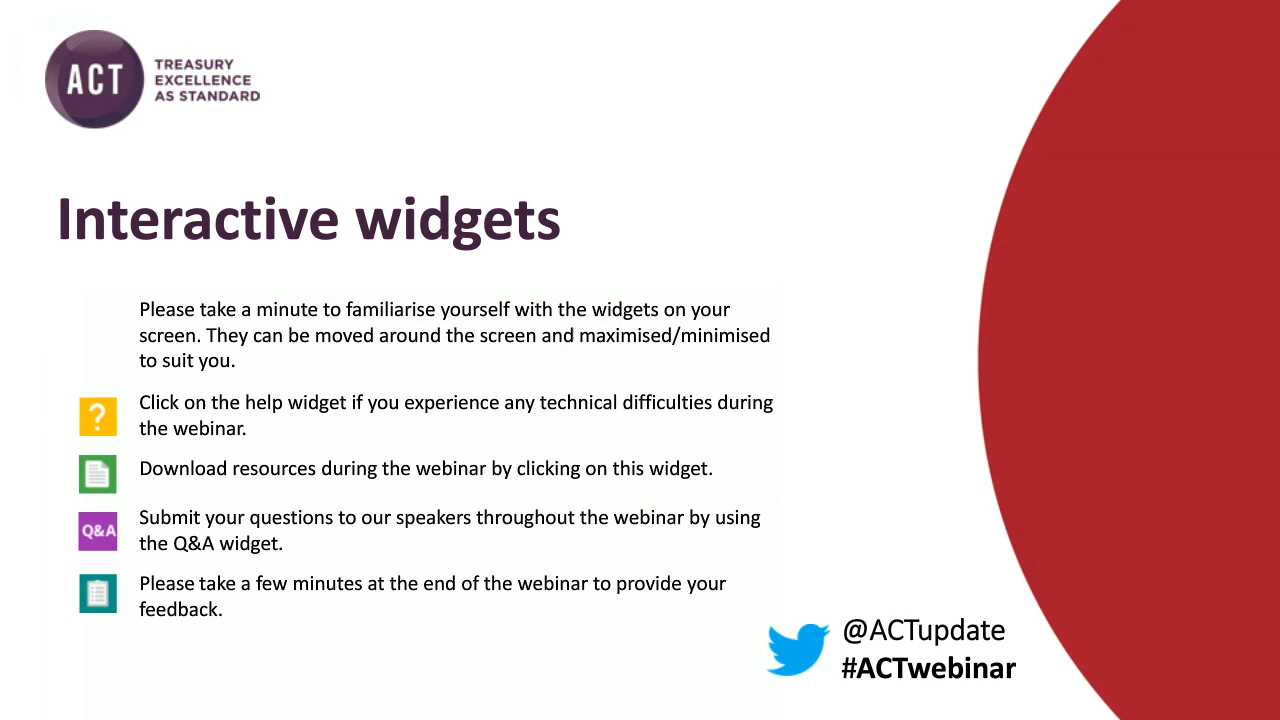 ACT
TREASURY
EXCELLENCE
AS STANDARD
Interactive widgets
Please take a minute to familiarise yourself with the widgets on your
screen. They can be moved around the screen and maximised/minimised
to suit you.
?
Click on the help widget if you experience any technical difficulties during
the webinar.
Download resources during the webinar by clicking on this widget.
Q&A
Submit your questions to our speakers throughout the webinar by using
the Q&A widget.
Please take a few minutes at the end of the webinar to provide your
feedback.
@ACTupdate
#ACTwebinar